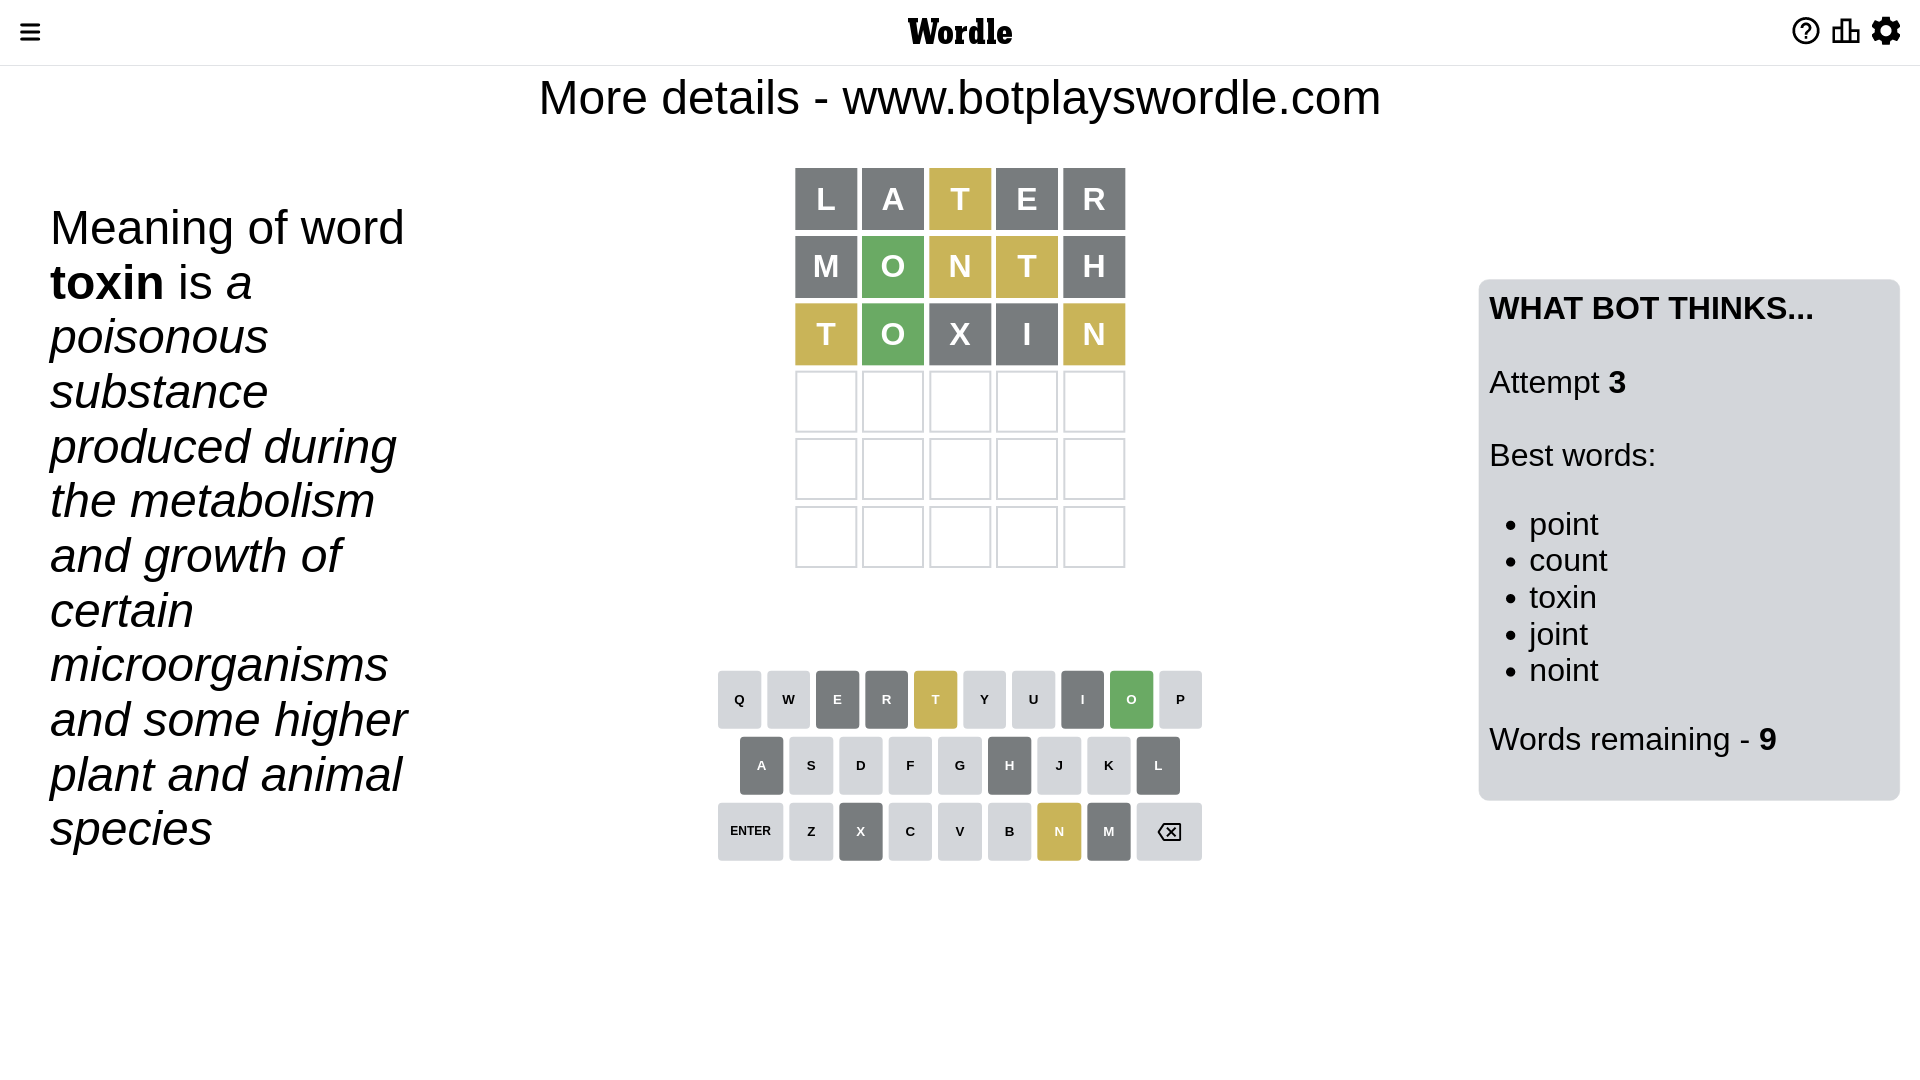 Wordle
More details - www.botplayswordle.com
Meaning of word
toxin is a
poisonous
substance
produced during
the metabolism
and growth of
certain
microorganisms
and some higher
plant and animal
species
L A T E R
M O N T H
T O X I N
Q W E R T Y U I O P
A S D F G H J K L
ENTER Z X C V B N M
WHAT BOT THINKS...
Attempt 3
Best words:
• point
• count
• toxin
• joint
• noint
Words remaining - 9